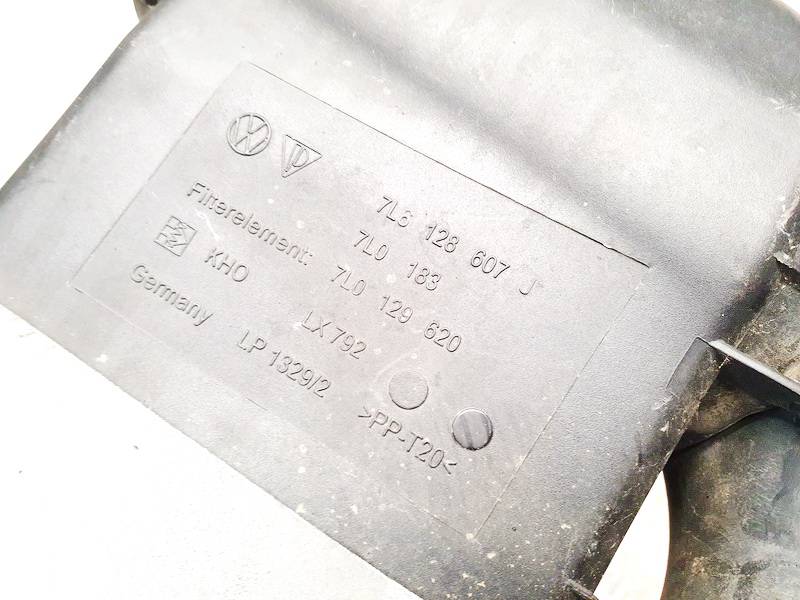 7L6 128 607 J
7L0 183
Filterelement: 7L0 129 620
KHO LX 792
Germany LP 1329/2 >PP-T20<